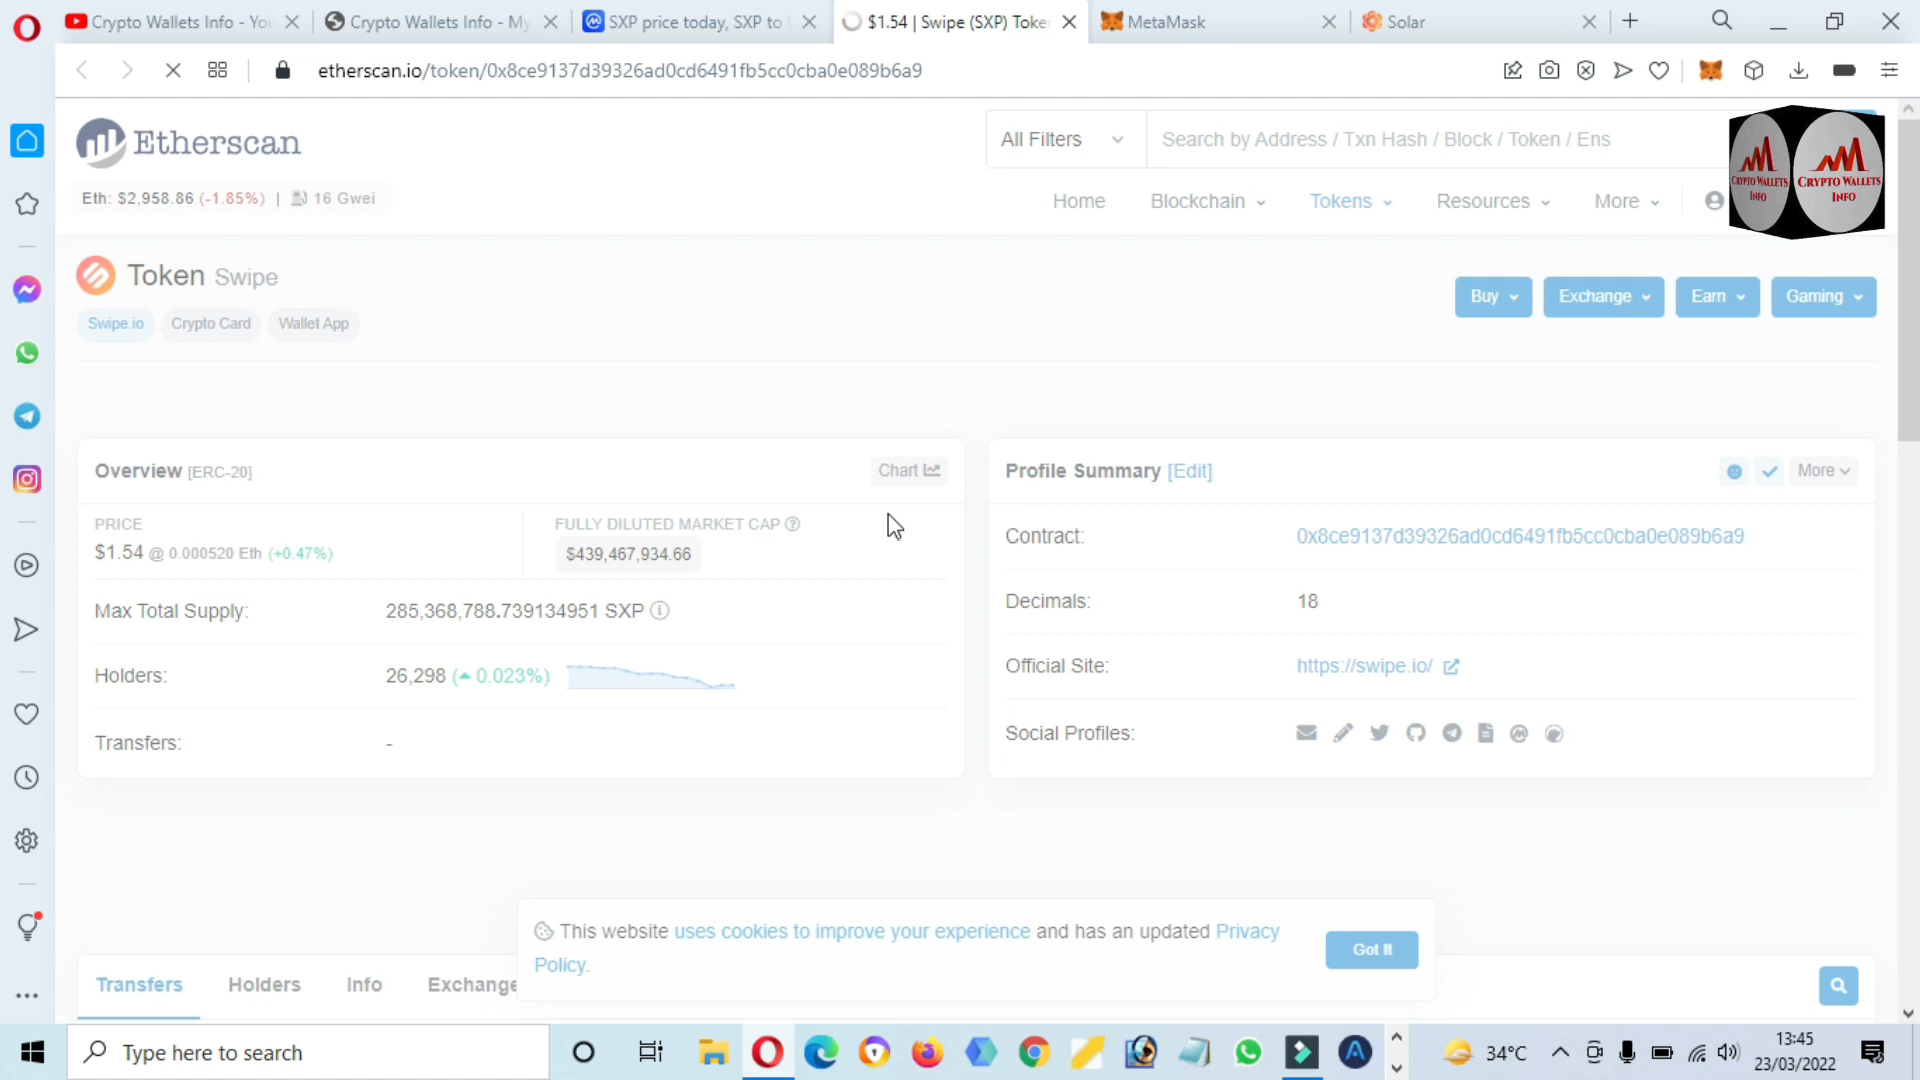 Crypto Wallets Info - You
Crypto Wallets Info - My
SXP price today, SXP to
$1.54 | Swipe (SXP) Toke
MetaMask
Solar
etherscan.io/token/0x8ce9137d39326ad0cd6491fb5cc0cba0e089b6a9
Etherscan
All Filters
Search by Address / Txn Hash / Block / Token / Ens
CRYPTO WALLETS
INFO
CRYPTO WALLETS
INFO
Eth: $2,958.86 (-1.85%) | 16 Gwei
Home
Blockchain
Tokens
Resources
More
Token Swipe
Swipe.io
Crypto Card
Wallet App
Buy
Exchange
Earn
Gaming
Overview [ERC-20]
Chart
PRICE
$1.54 @ 0.000520 Eth (+0.47%)
FULLY DILUTED MARKET CAP
$439,467,934.66
Max Total Supply:
285,368,788.739134951 SXP
Holders:
26,298 (0.023%)
Transfers:
-
Profile Summary [Edit]
More
Contract:
0x8ce9137d39326ad0cd6491fb5cc0cba0e089b6a9
Decimals:
18
Official Site:
https://swipe.io/
Social Profiles:
This website uses cookies to improve your experience and has an updated Privacy
Policy.
Got It
Transfers
Holders
Info
Exchange
Type here to search
34°C
13:45
23/03/2022